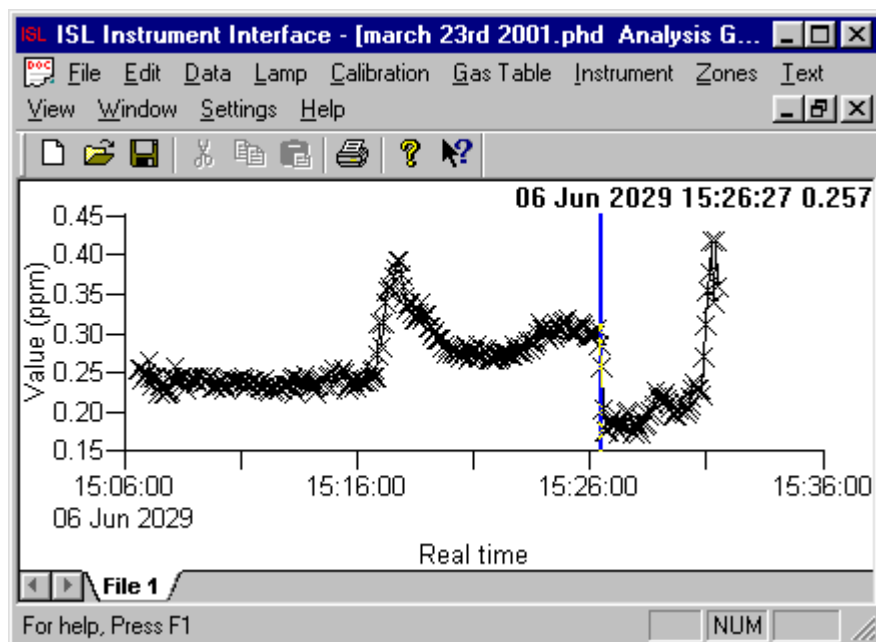 ISL ISL Instrument Interface - [march 23rd 2001.phd Analysis G...
DOC File Edit Data Lamp Calibration Gas Table Instrument Zones Text
View Window Settings Help
06 Jun 2029 15:26:27 0.257
0.45
0.40
0.35
0.30
0.25
0.20
0.15
Value (ppm)
15:06:00 15:16:00 15:26:00 15:36:00
06 Jun 2029
Real time
File 1
For help, Press F1 NUM